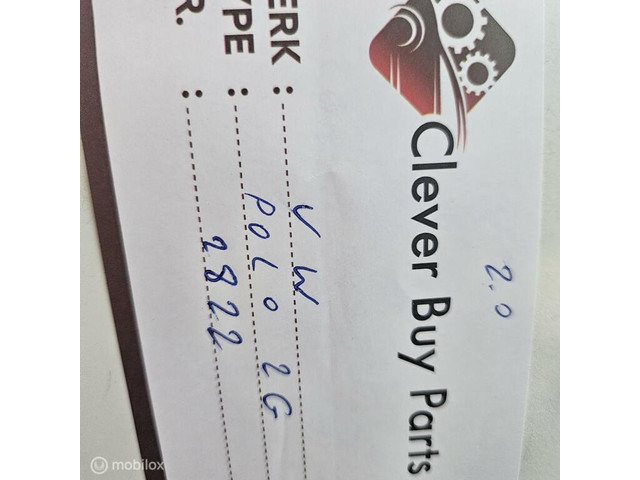 2.0
Clever Buy Parts
ERK : VW
YPE : POLO 2G
R. : 2822
mobilox